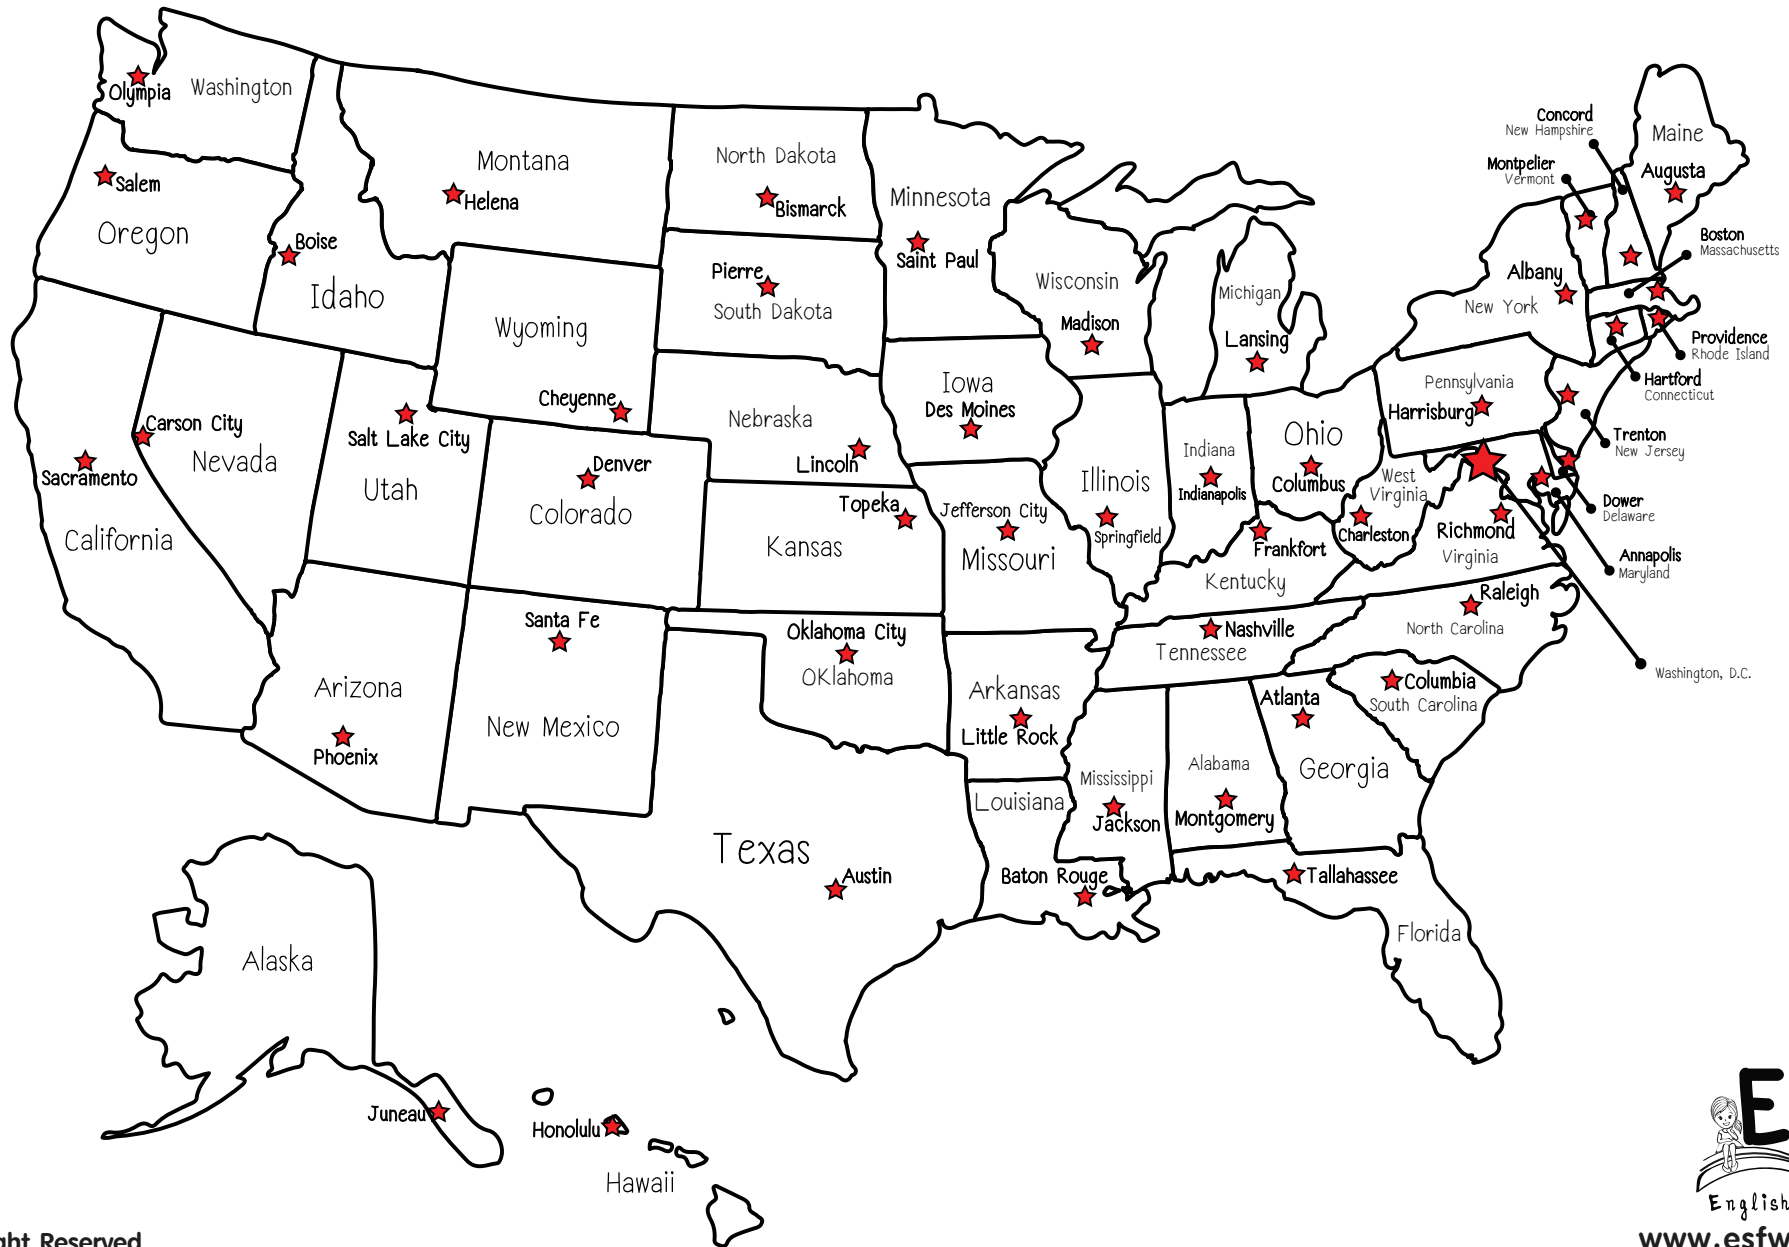 Olympia
Washington
Salem
Oregon
Boise
Idaho
Montana
Helena
North Dakota
Bismarck
Pierre
South Dakota
Minnesota
Saint Paul
Wisconsin
Madison
Michigan
Lansing
Wyoming
Cheyenne
Nebraska
Lincoln
Iowa
Des Moines
Carson City
Nevada
Sacramento
California
Salt Lake City
Utah
Denver
Colorado
Topeka
Kansas
Jefferson City
Missouri
Illinois
Springfield
Indiana
Indianapolis
Ohio
Columbus
Frankfort
Kentucky
West
Virginia
Charleston
Richmond
Virginia
Pennsylvania
Harrisburg
Albany
New York
Concord
New Hampshire
Montpelier
Vermont
Maine
Augusta
Boston
Massachusetts
Providence
Rhode Island
Hartford
Connecticut
Trenton
New Jersey
Dower
Delaware
Annapolis
Maryland
Washington, D.C.
Raleigh
North Carolina
Nashville
Tennessee
Columbia
South Carolina
Atlanta
Georgia
Alabama
Montgomery
Mississippi
Jackson
Arkansas
Little Rock
Louisiana
Baton Rouge
Oklahoma City
OKlahoma
Santa Fe
New Mexico
Arizona
Phoenix
Texas
Austin
Tallahassee
Florida
Alaska
Juneau
Honolulu
Hawaii
E
English
ght Reserved
www.esfw